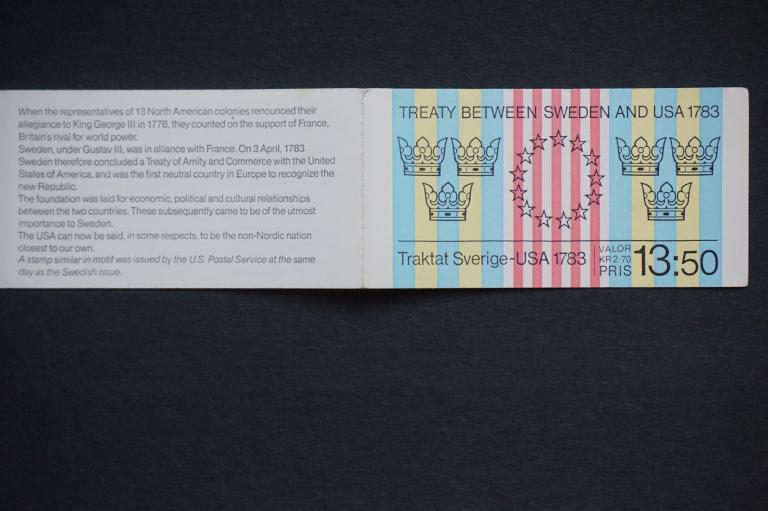 When the representatives of 13 North American colonies renounced their
allegiance to King George III in 1776, they counted on the support of France,
Britain's rival for world power.
Sweden, under Gustav III, was in alliance with France. On 3 April, 1783
Sweden therefore concluded a Treaty of Amity and Commerce with the United
States of America, and was the first neutral country in Europe to recognize the
new Republic.
The foundation was laid for economic, political and cultural relationships
between the two countries. These subsequently came to be of the utmost
importance to Sweden.
The USA can now be said, in some respects, to be the non-Nordic nation
closest to our own.
A stamp similar in motif was issued by the U.S. Postal Service at the same
day as the Swedish issue.
TREATY BETWEEN SWEDEN AND USA 1783
Traktat Sverige-USA 1783
VALÖR
KR 2:70
PRIS
13:50